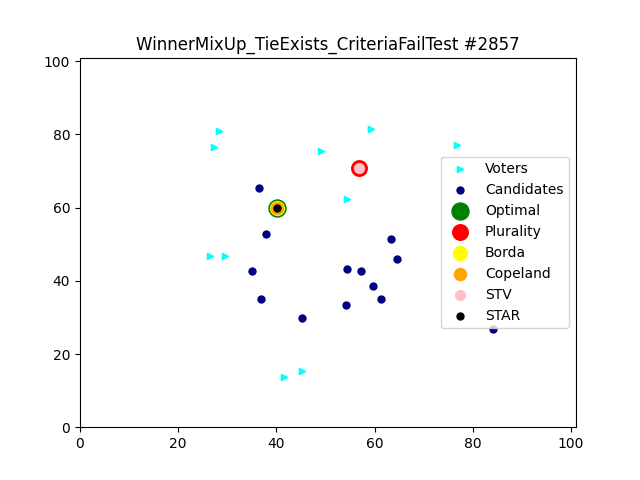 WinnerMixUp_TieExists_CriteriaFailTest #2857
100
80
60
40
20
0
0
20
40
60
80
100
Voters
Candidates
Optimal
Plurality
Borda
Copeland
STV
STAR